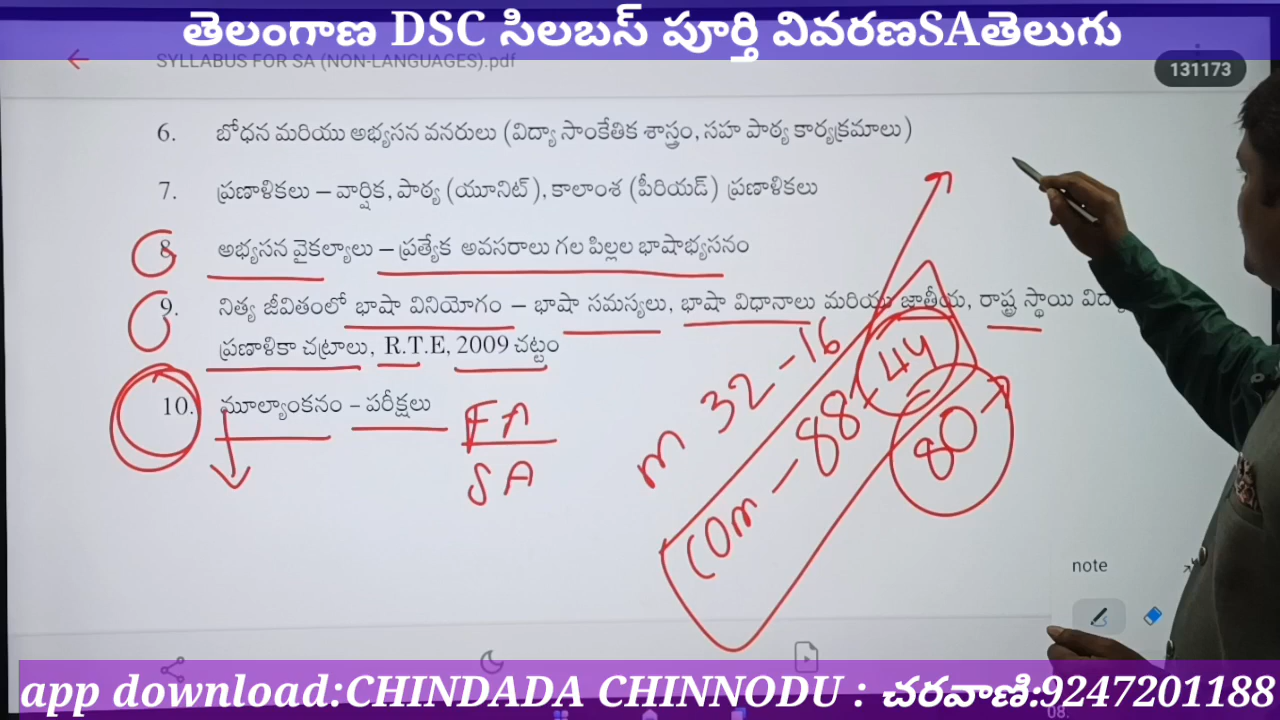 తెలంగాణ DSC సిలబస్ పూర్తి వివరణSAతెలుగు
SYLLABUS FOR SA (NON-LANGUAGES).pdf
131173
6. బోధన మరియు అభ్యసన వనరులు (విద్యా సాంకేతిక శాస్త్రం, సహ పాఠ్య కార్యక్రమాలు)
7. ప్రణాళికలు – వార్షిక, పాఠ్య (యూనిట్), కాలాంశ (పీరియడ్) ప్రణాళికలు
8. అభ్యసన వైకల్యాలు – ప్రత్యేక అవసరాలు గల పిల్లల భాషాభ్యసనం
9. నిత్య జీవితంలో భాషా వినియోగం – భాషా సమస్యలు, భాషా విధానాలు మరియు జాతీయ, రాష్ట్ర స్థాయి
ప్రణాళికా చట్రాలు, R.T.E, 2009 చట్టం
10. మూల్యాంకనం – పరీక్షలు
FA
SA
m 32-16
com - 88-44
80
note
app download:CHINDADA CHINNODU : చరవాణి:9247201188